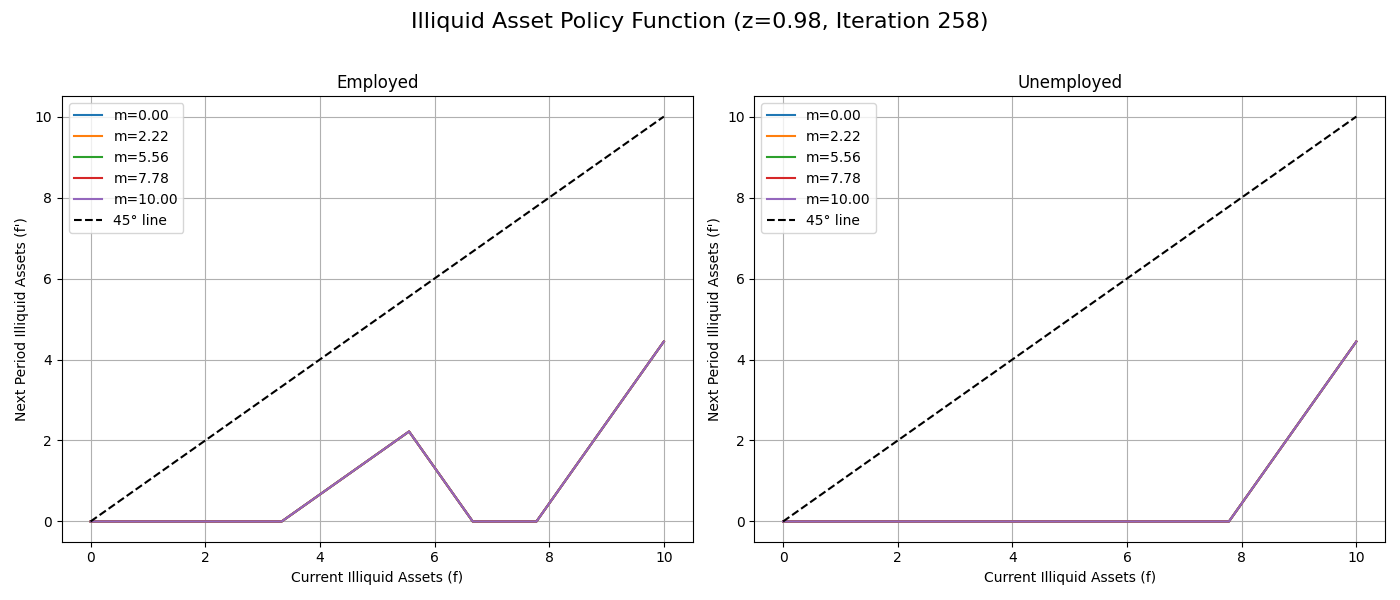 Illiquid Asset Policy Function (z=0.98, Iteration 258)
Employed
m=0.00
m=2.22
m=5.56
m=7.78
m=10.00
45° line
10
8
6
4
2
0
Next Period Illiquid Assets (f')
0 2 4 6 8 10
Current Illiquid Assets (f)
Unemployed
m=0.00
m=2.22
m=5.56
m=7.78
m=10.00
45° line
10
8
6
4
2
0
Next Period Illiquid Assets (f')
0 2 4 6 8 10
Current Illiquid Assets (f)